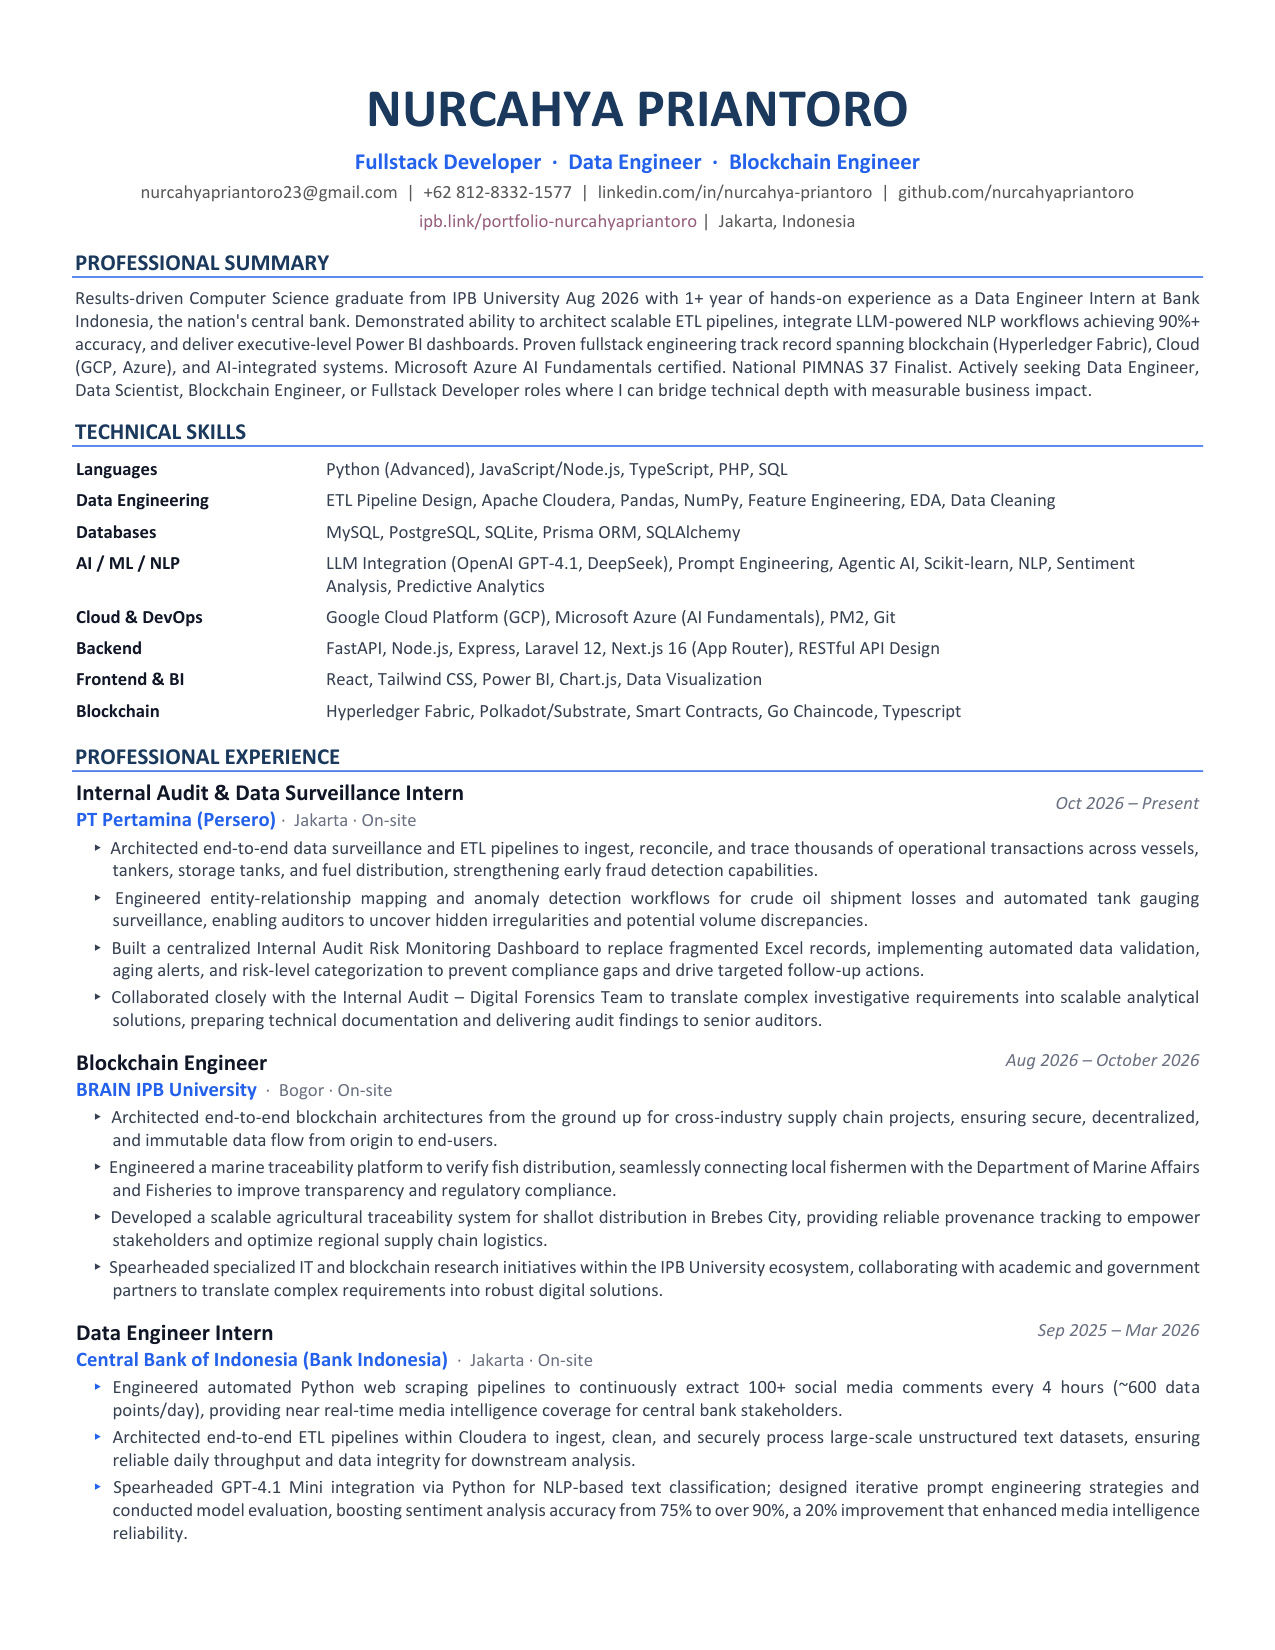 NURCAHYA PRIANTORO
Fullstack Developer · Data Engineer · Blockchain Engineer
nurcahyapriantoro23@gmail.com | +62 812-8332-1577 | linkedin.com/in/nurcahya-priantoro | github.com/nurcahyapriantoro
ipb.link/portfolio-nurcahyapriantoro | Jakarta, Indonesia
PROFESSIONAL SUMMARY
Results-driven Computer Science graduate from IPB University Aug 2026 with 1+ year of hands-on experience as a Data Engineer Intern at Bank
Indonesia, the nation's central bank. Demonstrated ability to architect scalable ETL pipelines, integrate LLM-powered NLP workflows achieving 90%+
accuracy, and deliver executive-level Power BI dashboards. Proven fullstack engineering track record spanning blockchain (Hyperledger Fabric), Cloud
(GCP, Azure), and AI-integrated systems. Microsoft Azure AI Fundamentals certified. National PIMNAS 37 Finalist. Actively seeking Data Engineer,
Data Scientist, Blockchain Engineer, or Fullstack Developer roles where I can bridge technical depth with measurable business impact.
TECHNICAL SKILLS
Languages Python (Advanced), JavaScript/Node.js, TypeScript, PHP, SQL
Data Engineering ETL Pipeline Design, Apache Cloudera, Pandas, NumPy, Feature Engineering, EDA, Data Cleaning
Databases MySQL, PostgreSQL, SQLite, Prisma ORM, SQLAlchemy
AI / ML / NLP LLM Integration (OpenAI GPT-4.1, DeepSeek), Prompt Engineering, Agentic AI, Scikit-learn, NLP, Sentiment
Analysis, Predictive Analytics
Cloud & DevOps Google Cloud Platform (GCP), Microsoft Azure (AI Fundamentals), PM2, Git
Backend FastAPI, Node.js, Express, Laravel 12, Next.js 16 (App Router), RESTful API Design
Frontend & BI React, Tailwind CSS, Power BI, Chart.js, Data Visualization
Blockchain Hyperledger Fabric, Polkadot/Substrate, Smart Contracts, Go Chaincode, Typescript
PROFESSIONAL EXPERIENCE
Internal Audit & Data Surveillance Intern
Oct 2026 – Present
PT Pertamina (Persero) · Jakarta · On-site
‣ Architected end-to-end data surveillance and ETL pipelines to ingest, reconcile, and trace thousands of operational transactions across vessels,
tankers, storage tanks, and fuel distribution, strengthening early fraud detection capabilities.
‣ Engineered entity-relationship mapping and anomaly detection workflows for crude oil shipment losses and automated tank gauging
surveillance, enabling auditors to uncover hidden irregularities and potential volume discrepancies.
‣ Built a centralized Internal Audit Risk Monitoring Dashboard to replace fragmented Excel records, implementing automated data validation,
aging alerts, and risk-level categorization to prevent compliance gaps and drive targeted follow-up actions.
‣ Collaborated closely with the Internal Audit – Digital Forensics Team to translate complex investigative requirements into scalable analytical
solutions, preparing technical documentation and delivering audit findings to senior auditors.
Blockchain Engineer Aug 2026 – October 2026
BRAIN IPB University · Bogor · On-site
‣ Architected end-to-end blockchain architectures from the ground up for cross-industry supply chain projects, ensuring secure, decentralized,
and immutable data flow from origin to end-users.
‣ Engineered a marine traceability platform to verify fish distribution, seamlessly connecting local fishermen with the Department of Marine Affairs
and Fisheries to improve transparency and regulatory compliance.
‣ Developed a scalable agricultural traceability system for shallot distribution in Brebes City, providing reliable provenance tracking to empower
stakeholders and optimize regional supply chain logistics.
‣ Spearheaded specialized IT and blockchain research initiatives within the IPB University ecosystem, collaborating with academic and government
partners to translate complex requirements into robust digital solutions.
Data Engineer Intern Sep 2025 – Mar 2026
Central Bank of Indonesia (Bank Indonesia) · Jakarta · On-site
‣ Engineered automated Python web scraping pipelines to continuously extract 100+ social media comments every 4 hours (~600 data
points/day), providing near real-time media intelligence coverage for central bank stakeholders.
‣ Architected end-to-end ETL pipelines within Cloudera to ingest, clean, and securely process large-scale unstructured text datasets, ensuring
reliable daily throughput and data integrity for downstream analysis.
‣ Spearheaded GPT-4.1 Mini integration via Python for NLP-based text classification; designed iterative prompt engineering strategies and
conducted model evaluation, boosting sentiment analysis accuracy from 75% to over 90%, a 20% improvement that enhanced media intelligence
reliability.